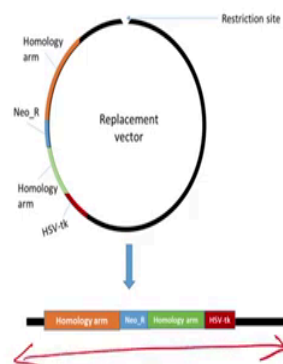 Restriction site
Homology
arm
Neo_R
Replacement
vector
Homology
arm
HSV-tk
Homology arm
Neo_R
Homology arm
HSV-tk